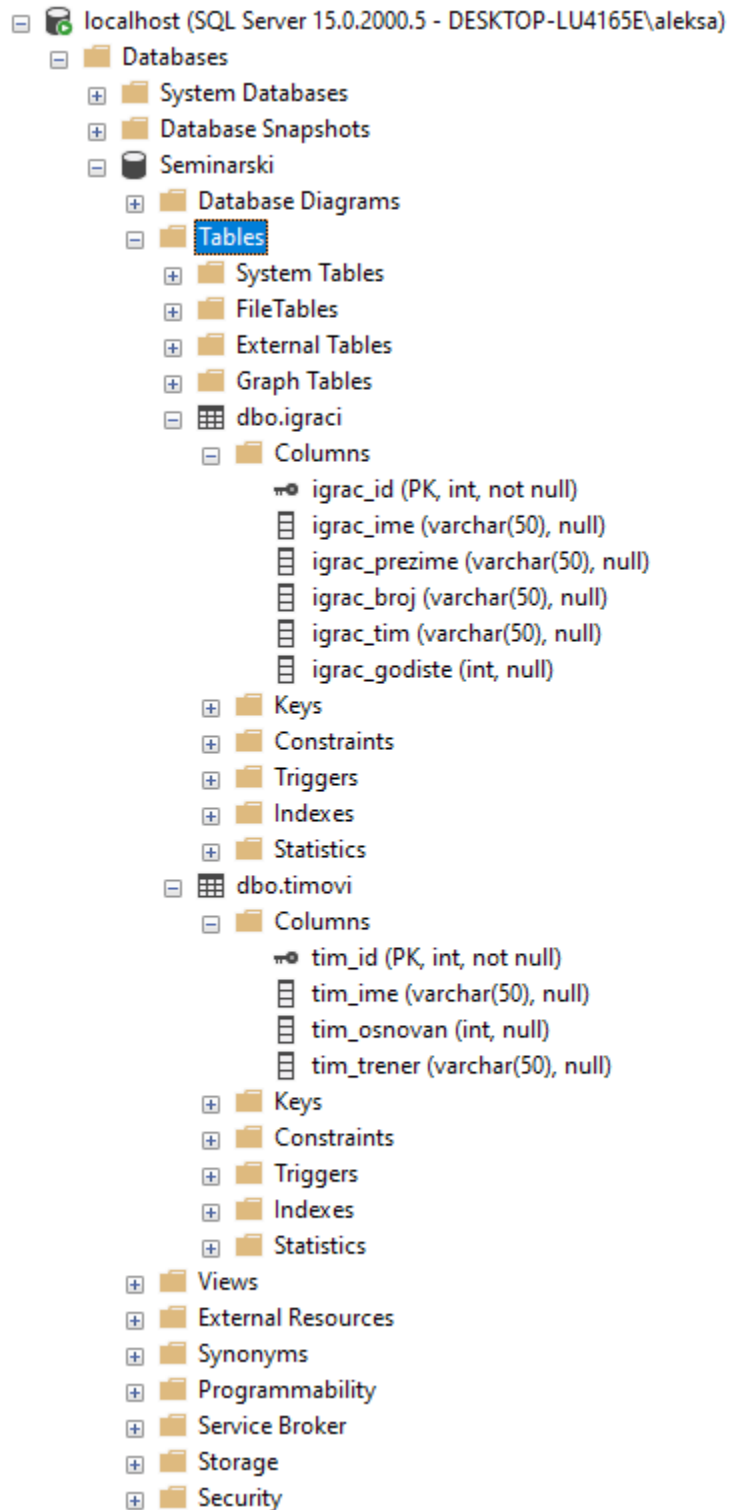 localhost (SQL Server 15.0.2000.5 - DESKTOP-LU4165E\aleksa)
Databases
System Databases
Database Snapshots
Seminarski
Database Diagrams
Tables
System Tables
FileTables
External Tables
Graph Tables
dbo.igraci
Columns
igrac_id (PK, int, not null)
igrac_ime (varchar(50), null)
igrac_prezime (varchar(50), null)
igrac_broj (varchar(50), null)
igrac_tim (varchar(50), null)
igrac_godiste (int, null)
Keys
Constraints
Triggers
Indexes
Statistics
dbo.timovi
Columns
tim_id (PK, int, not null)
tim_ime (varchar(50), null)
tim_osnovan (int, null)
tim_trener (varchar(50), null)
Keys
Constraints
Triggers
Indexes
Statistics
Views
External Resources
Synonyms
Programmability
Service Broker
Storage
Security